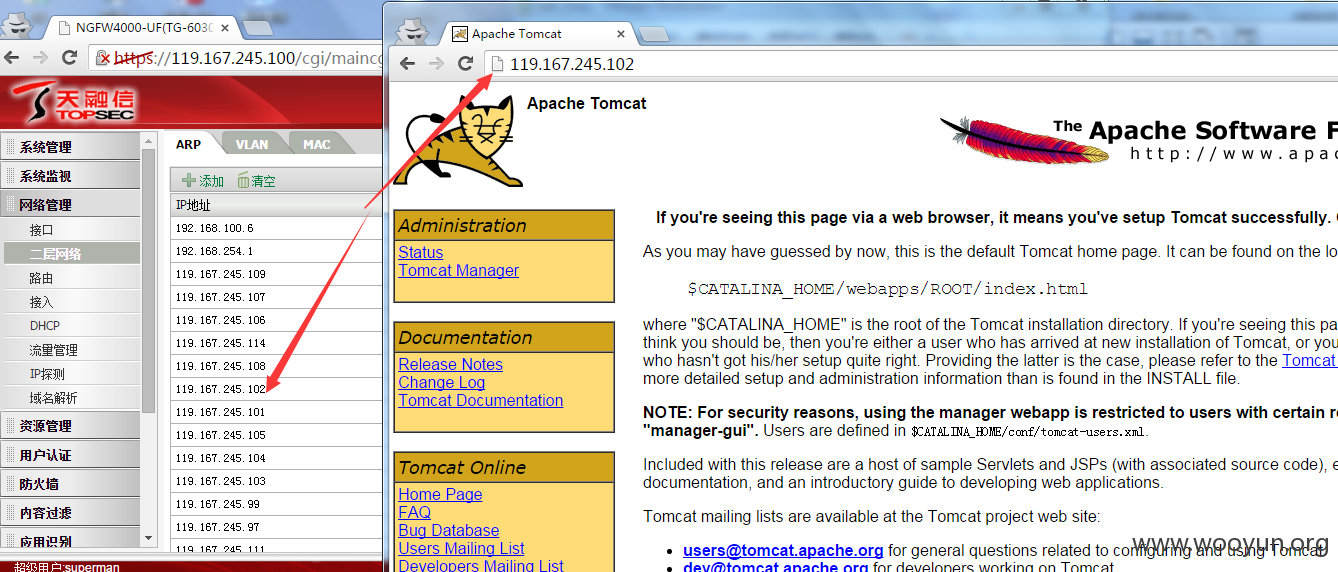 NGFW4000-UF(TG-603
https://119.167.245.100/cgi/maincg
天融信
TOPSEC
系统管理
系统监视
网络管理
接口
二层网络
路由
接入
DHCP
流量管理
IP探测
域名解析
资源管理
用户认证
防火墙
内容过滤
应用识别
超级用户:superman
ARP
VLAN
MAC
添加
清空
IP地址
192.168.100.6
192.168.254.1
119.167.245.109
119.167.245.107
119.167.245.106
119.167.245.114
119.167.245.108
119.167.245.102
119.167.245.101
119.167.245.105
119.167.245.104
119.167.245.103
119.167.245.99
119.167.245.97
119.167.245.111
Apache Tomcat
119.167.245.102
Apache Tomcat
The Apache Software F
http://www.apac
Administration
Status
Tomcat Manager
Documentation
Release Notes
Change Log
Tomcat Documentation
Tomcat Online
Home Page
FAQ
Bug Database
Users Mailing List
Developers Mailing List
If you're seeing this page via a web browser, it means you've setup Tomcat successfully.
As you may have guessed by now, this is the default Tomcat home page. It can be found on the lo
$CATALINA_HOME/webapps/ROOT/index.html
where "$CATALINA_HOME" is the root of the Tomcat installation directory. If you're seeing this pa
think you should be, then you're either a user who has arrived at new installation of Tomcat, or you
who hasn't got his/her setup quite right. Providing the latter is the case, please refer to the Tomcat
more detailed setup and administration information than is found in the INSTALL file.
NOTE: For security reasons, using the manager webapp is restricted to users with certain r
"manager-gui". Users are defined in $CATALINA_HOME/conf/tomcat-users.xml.
Included with this release are a host of sample Servlets and JSPs (with associated source code), e
documentation, and an introductory guide to developing web applications.
Tomcat mailing lists are available at the Tomcat project web site:
users@tomcat.apache.org for general questions related to configuring and using Tomcat
dev@tomcat.apache.org for developers working on Tomcat
www.wooyun.org